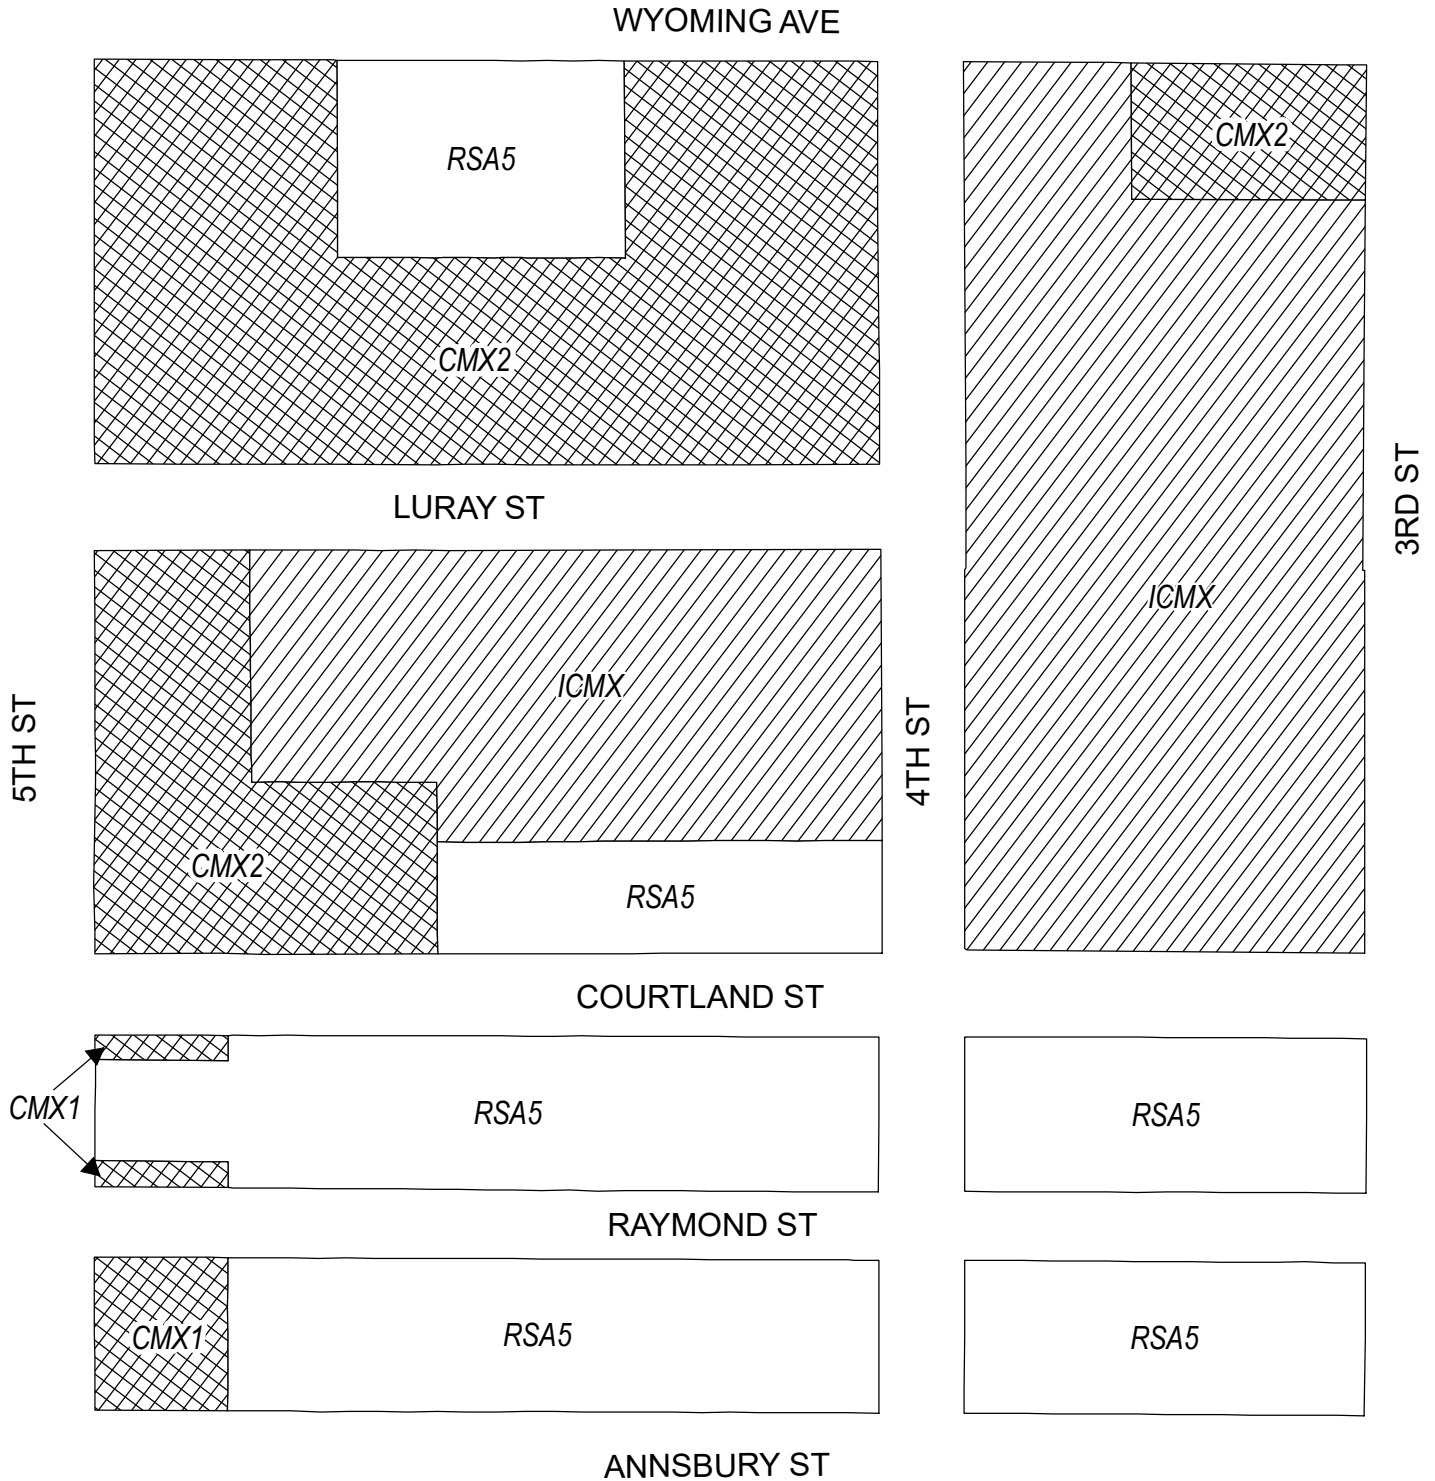 WYOMING AVE
RSA5
CMX2
CMX2
LURAY ST
3RD ST
ICMX
ICMX
5TH ST
4TH ST
CMX2
RSA5
COURTLAND ST
CMX1
RSA5
RSA5
RAYMOND ST
CMX1
RSA5
RSA5
ANNSBURY ST